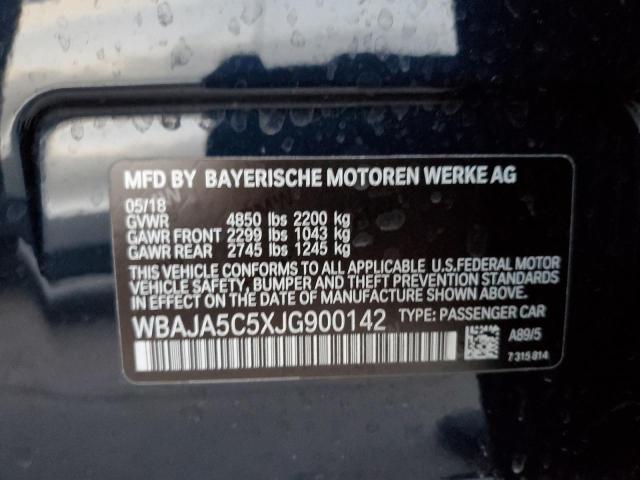 MFD BY BAYERISCHE MOTOREN WERKE AG
05/18
GVWR 4850 lbs 2200 kg
GAWR FRONT 2299 lbs 1043 kg
GAWR REAR 2745 lbs 1245 kg
THIS VEHICLE CONFORMS TO ALL APPLICABLE U.S.FEDERAL MOTOR
VEHICLE SAFETY, BUMPER AND THEFT PREVENTION STANDARDS
IN EFFECT ON THE DATE OF MANUFACTURE SHOWN ABOVE.
WBAJA5C5XJG900142 TYPE: PASSENGER CAR
A89/5
7 315 814